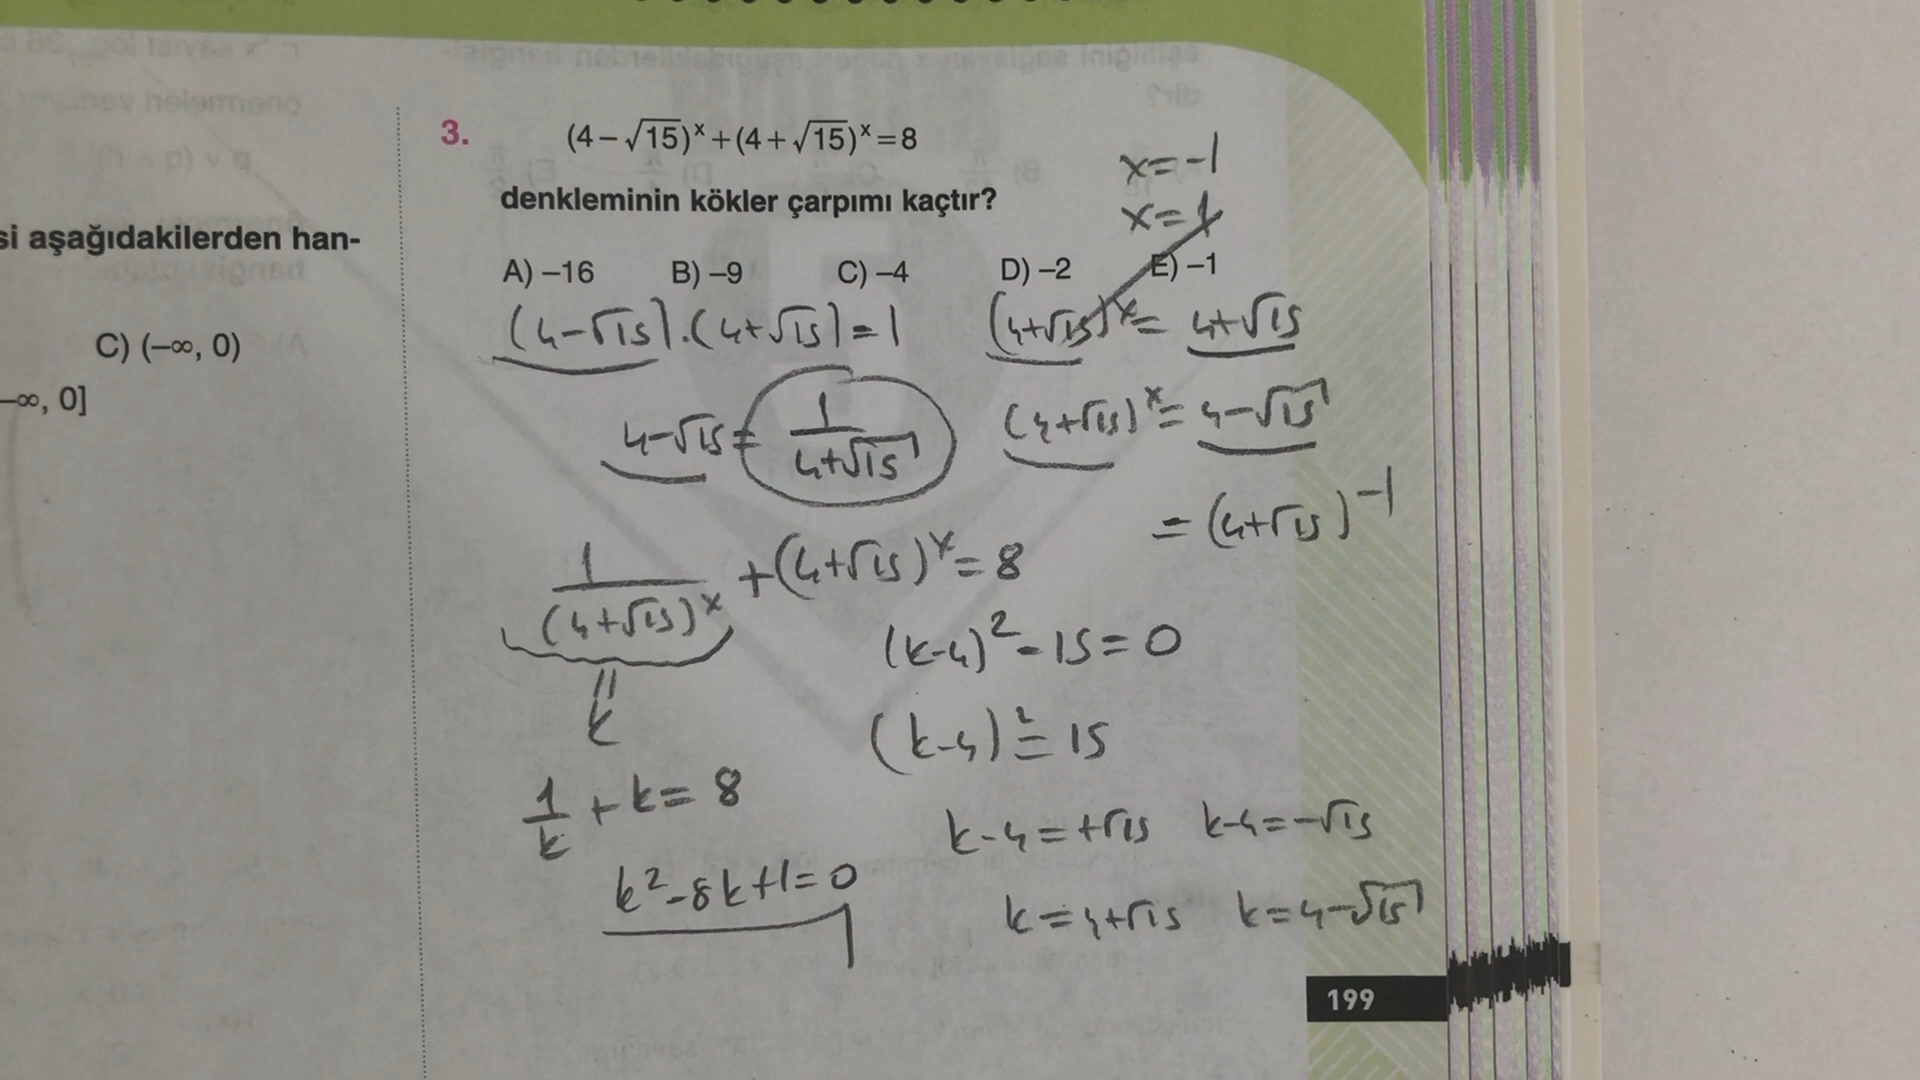 si aşağıdakilerden han-
C) (−∞, 0)
−∞, 0]
3. (4−√15)ˣ+(4+√15)ˣ=8
denkleminin kökler çarpımı kaçtır?
A) −16 B) −9 C) −4 D) −2 E) −1
x=-1
x=1
(4-√15).(4+√15)=1
4-√15=1/(4+√15)
1/(4+√15)ˣ+(4+√15)ˣ=8
k
1/k+k=8
k²-8k+1=0
(4+√15)ˣ=4+√15
(4+√15)ˣ=4-√15
=(4+√15)⁻¹
(k-4)²-15=0
(k-4)²=15
k-4=+√15 k-4=-√15
k=4+√15 k=4-√15
199